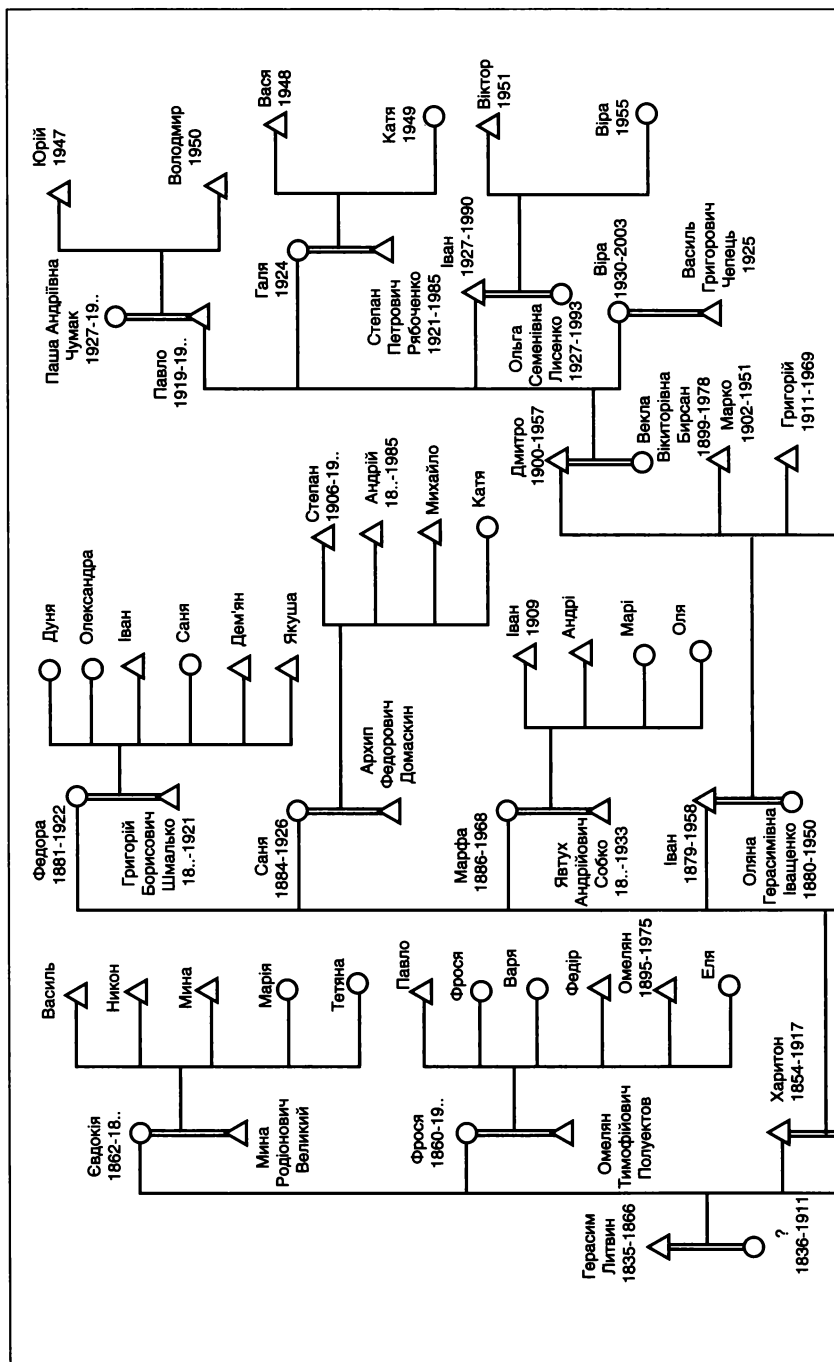 Герасим
Литвин
1835-1866
?
1836-1911
Євдокія
1862-18..
Мина
Родіонович
Великий
Фрося
1860-19..
Омелян
Тимофійович
Полуектов
Харитон
1854-1917
Василь
Никон
Мина
Марія
Тетяна
Павло
Фрося
Варя
Федір
Омелян
1895-1975
Еля
Федора
1881-1922
Григорій
Борисович
Шмалько
18..-1921
Саня
1884-1926
Архип
Федорович
Домаскин
Марфа
1886-1968
Явтух
Андрійович
Собко
18..-1933
Іван
1879-1958
Оляна
Герасимівна
Іващенко
1880-1950
Дуня
Олександра
Іван
Саня
Дем'ян
Якуша
Степан
1906-19..
Андрій
18..-1985
Михайло
Катя
Іван
1909
Андрі
Марі
Оля
Дмитро
1900-1957
Векла
Вікиторівна
Бирсан
1899-1978
Марко
1902-1951
Григорій
1911-1969
Паша Андріївна
Чумак
1927-19..
Павло
1919-19..
Галя
1924
Степан
Петрович
Рябоченко
1921-1985
Іван
1927-1990
Ольга
Семенівна
Лисенко
1927-1993
Віра
1930-2003
Василь
Григорович
Чепець
1925
Юрій
1947
Володмир
1950
Вася
1948
Катя
1949
Віктор
1951
Віра
1955